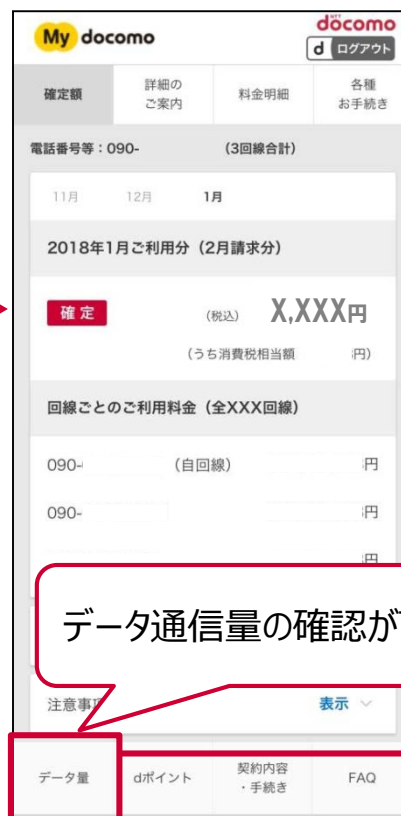 My docomo
döcomo
d ログアウト
確定額
詳細の
ご案内
料金明細
各種
お手続き
電話番号等：090- （3回線合計）
11月 12月 1月
2018年1月ご利用分（2月請求分）
確定
（税込） X,XXX円
（うち消費税相当額 円）
回線ごとのご利用料金（全XXX回線）
090- （自回線） 円
090- 円
円
データ通信量の確認が
注意事
表示
データ量
dポイント
契約内容
・手続き
FAQ